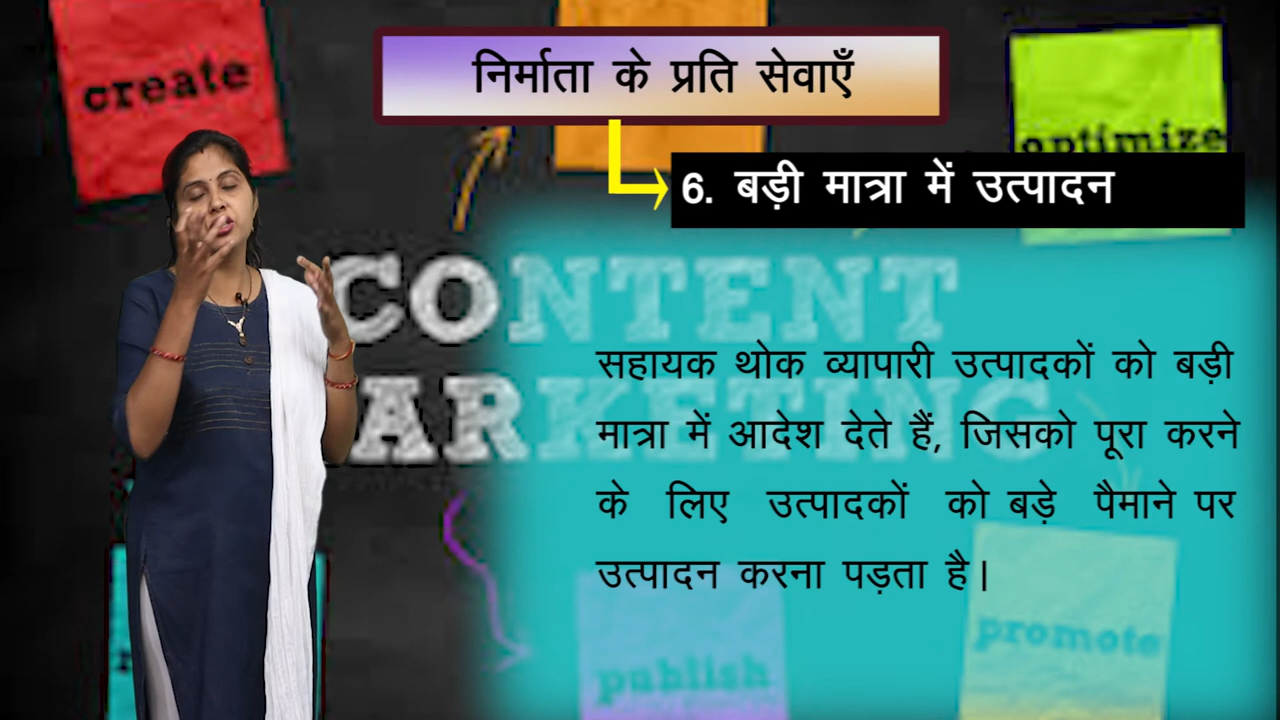 create
निर्माता के प्रति सेवाएँ
optimize
6. बड़ी मात्रा में उत्पादन
CONTENT
ARKETING
सहायक थोक व्यापारी उत्पादकों को बड़ी
मात्रा में आदेश देते हैं, जिसको पूरा करने
के लिए उत्पादकों को बड़े पैमाने पर
उत्पादन करना पड़ता है।
publish
promote